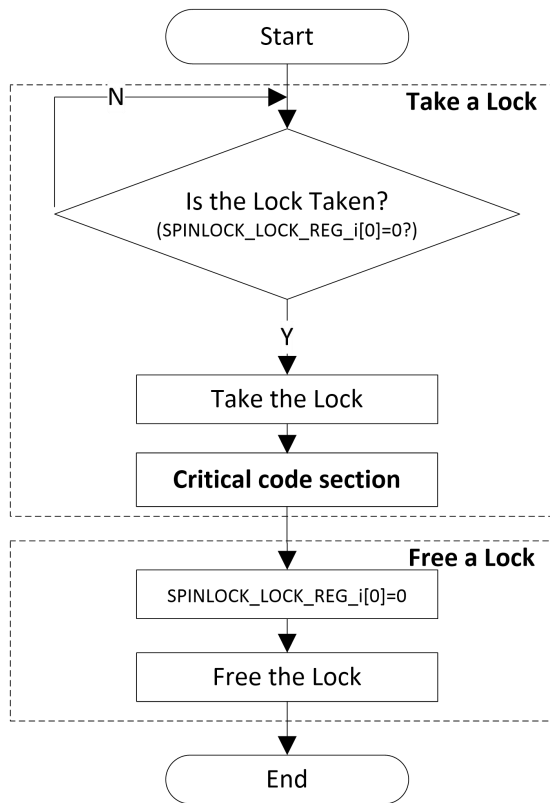 Start
N
Take a Lock
Is the Lock Taken?
(SPINLOCK_LOCK_REG_i[0]=0?)
Y
Take the Lock
Critical code section
Free a Lock
SPINLOCK_LOCK_REG_i[0]=0
Free the Lock
End